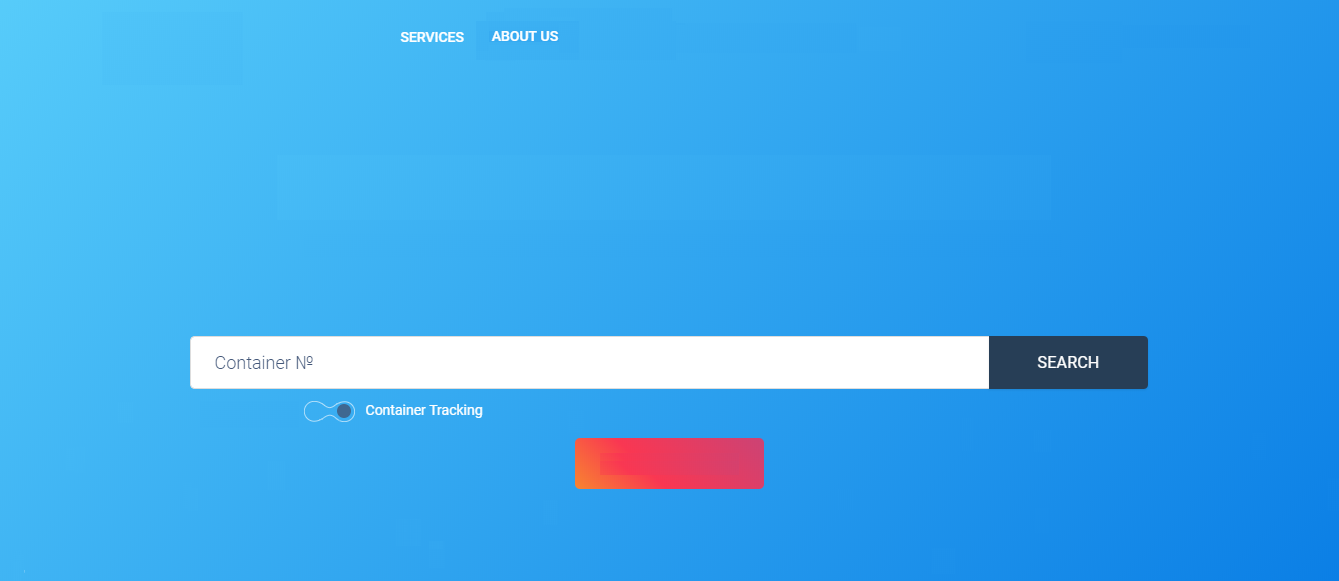 SERVICES ABOUT US
Container №
SEARCH
Container Tracking